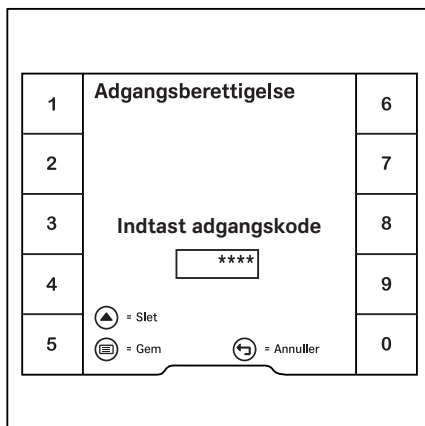 Adgangsberettigelse
1
2
3
4
5
6
7
8
9
0
Indtast adgangskode
****
= Slet
= Gem
= Annuller